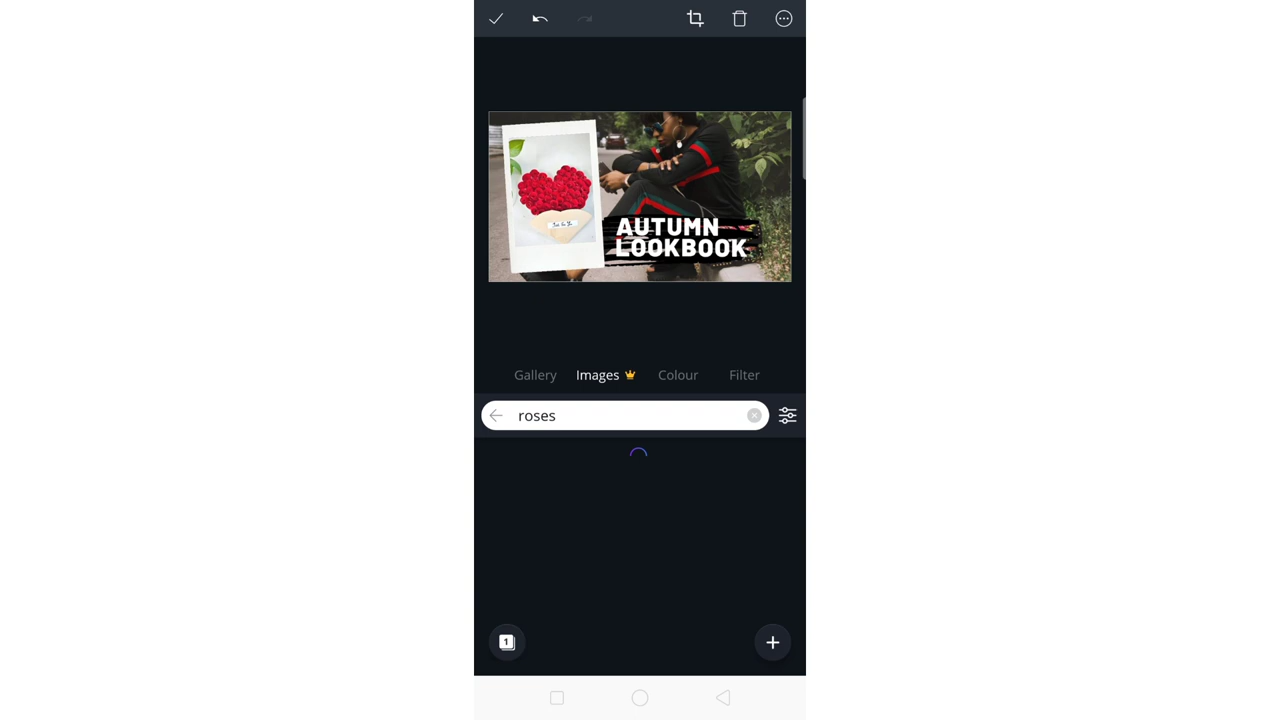 AUTUMN
LOOKBOOK
Gallery
Images
Colour
Filter
roses
1